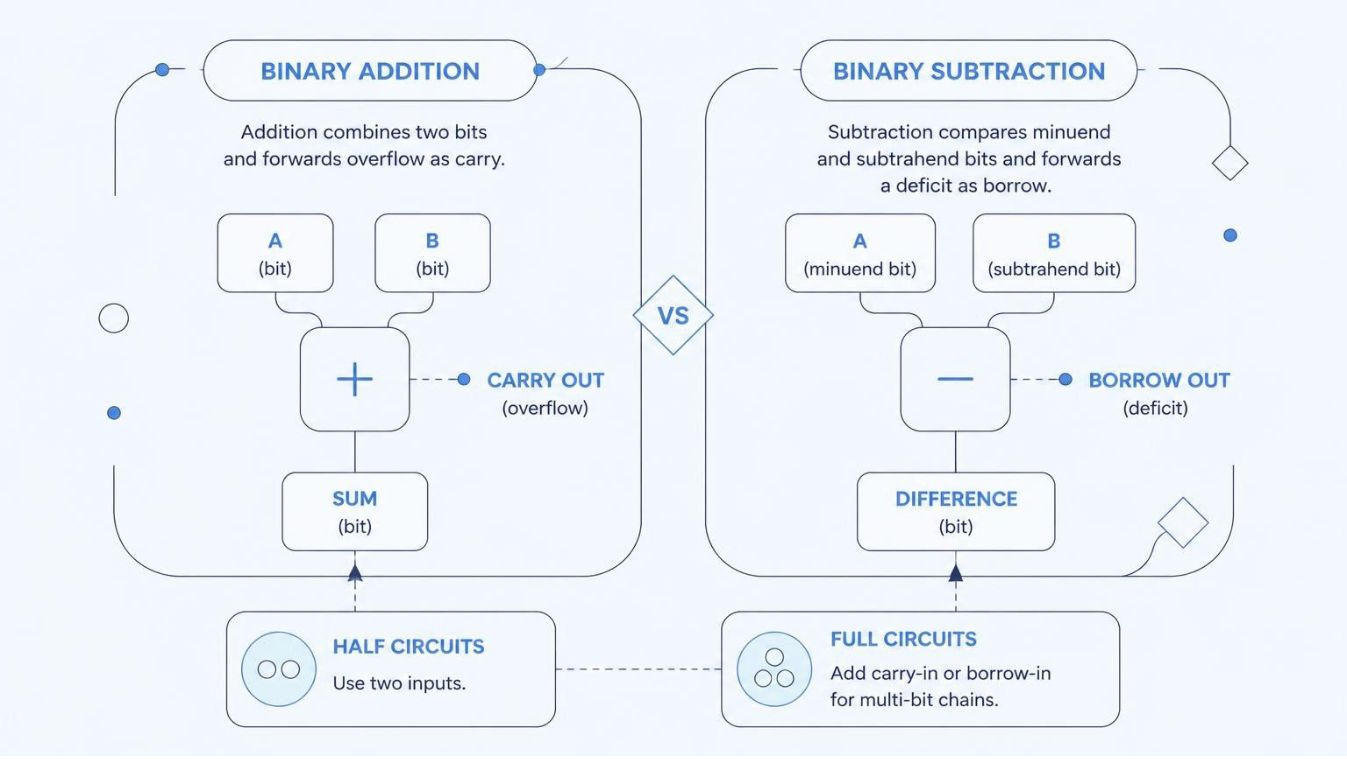 BINARY ADDITION
Addition combines two bits
and forwards overflow as carry.
A
(bit)
B
(bit)
+
CARRY OUT
(overflow)
SUM
(bit)
VS
BINARY SUBTRACTION
Subtraction compares minuend
and subtrahend bits and forwards
a deficit as borrow.
A
(minuend bit)
B
(subtrahend bit)
−
BORROW OUT
(deficit)
DIFFERENCE
(bit)
HALF CIRCUITS
Use two inputs.
FULL CIRCUITS
Add carry-in or borrow-in
for multi-bit chains.